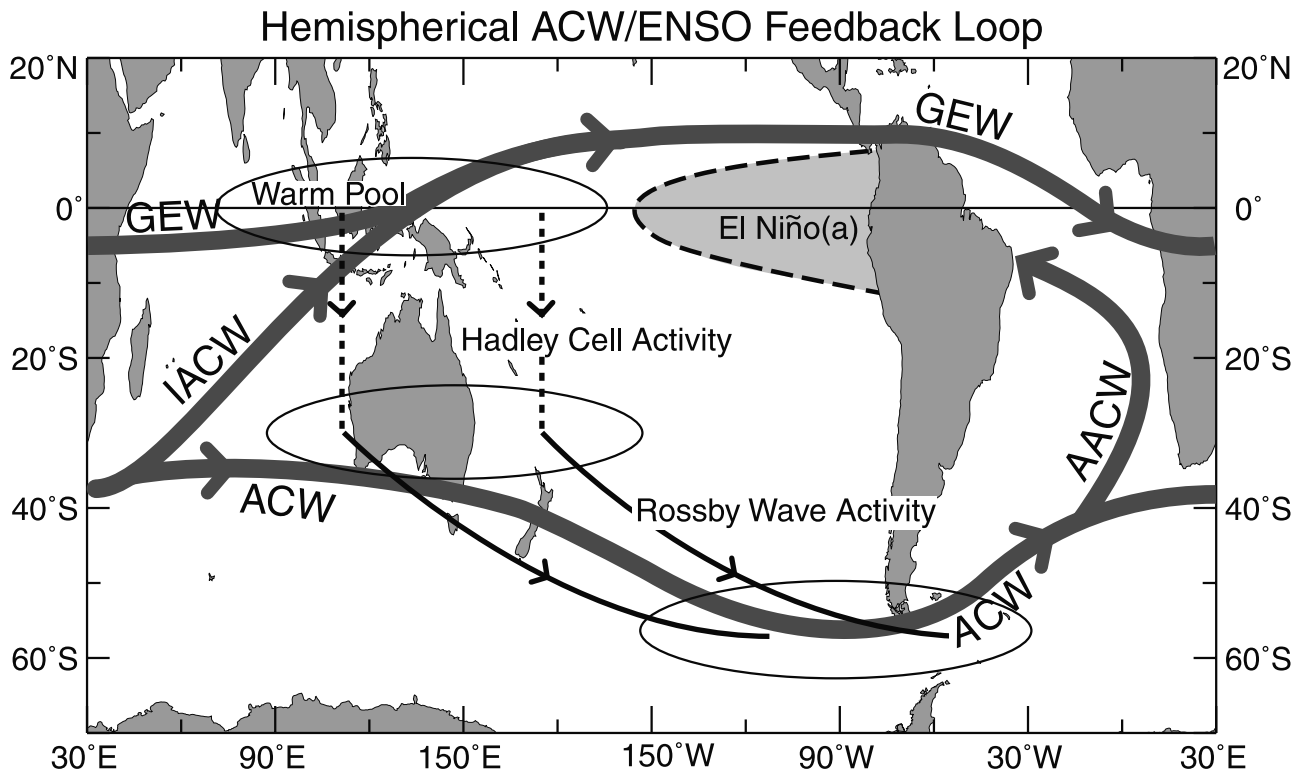 Hemispherical ACW/ENSO Feedback Loop
20˚N
20˚N
GEW
Warm Pool
GEW
0˚
0˚
El Niño(a)
Hadley Cell Activity
20˚S
20˚S
IACW
AACW
ACW
Rossby Wave Activity
40˚S
40˚S
ACW
60˚S
60˚S
30˚E
90˚E
150˚E
150˚W
90˚W
30˚W
30˚E